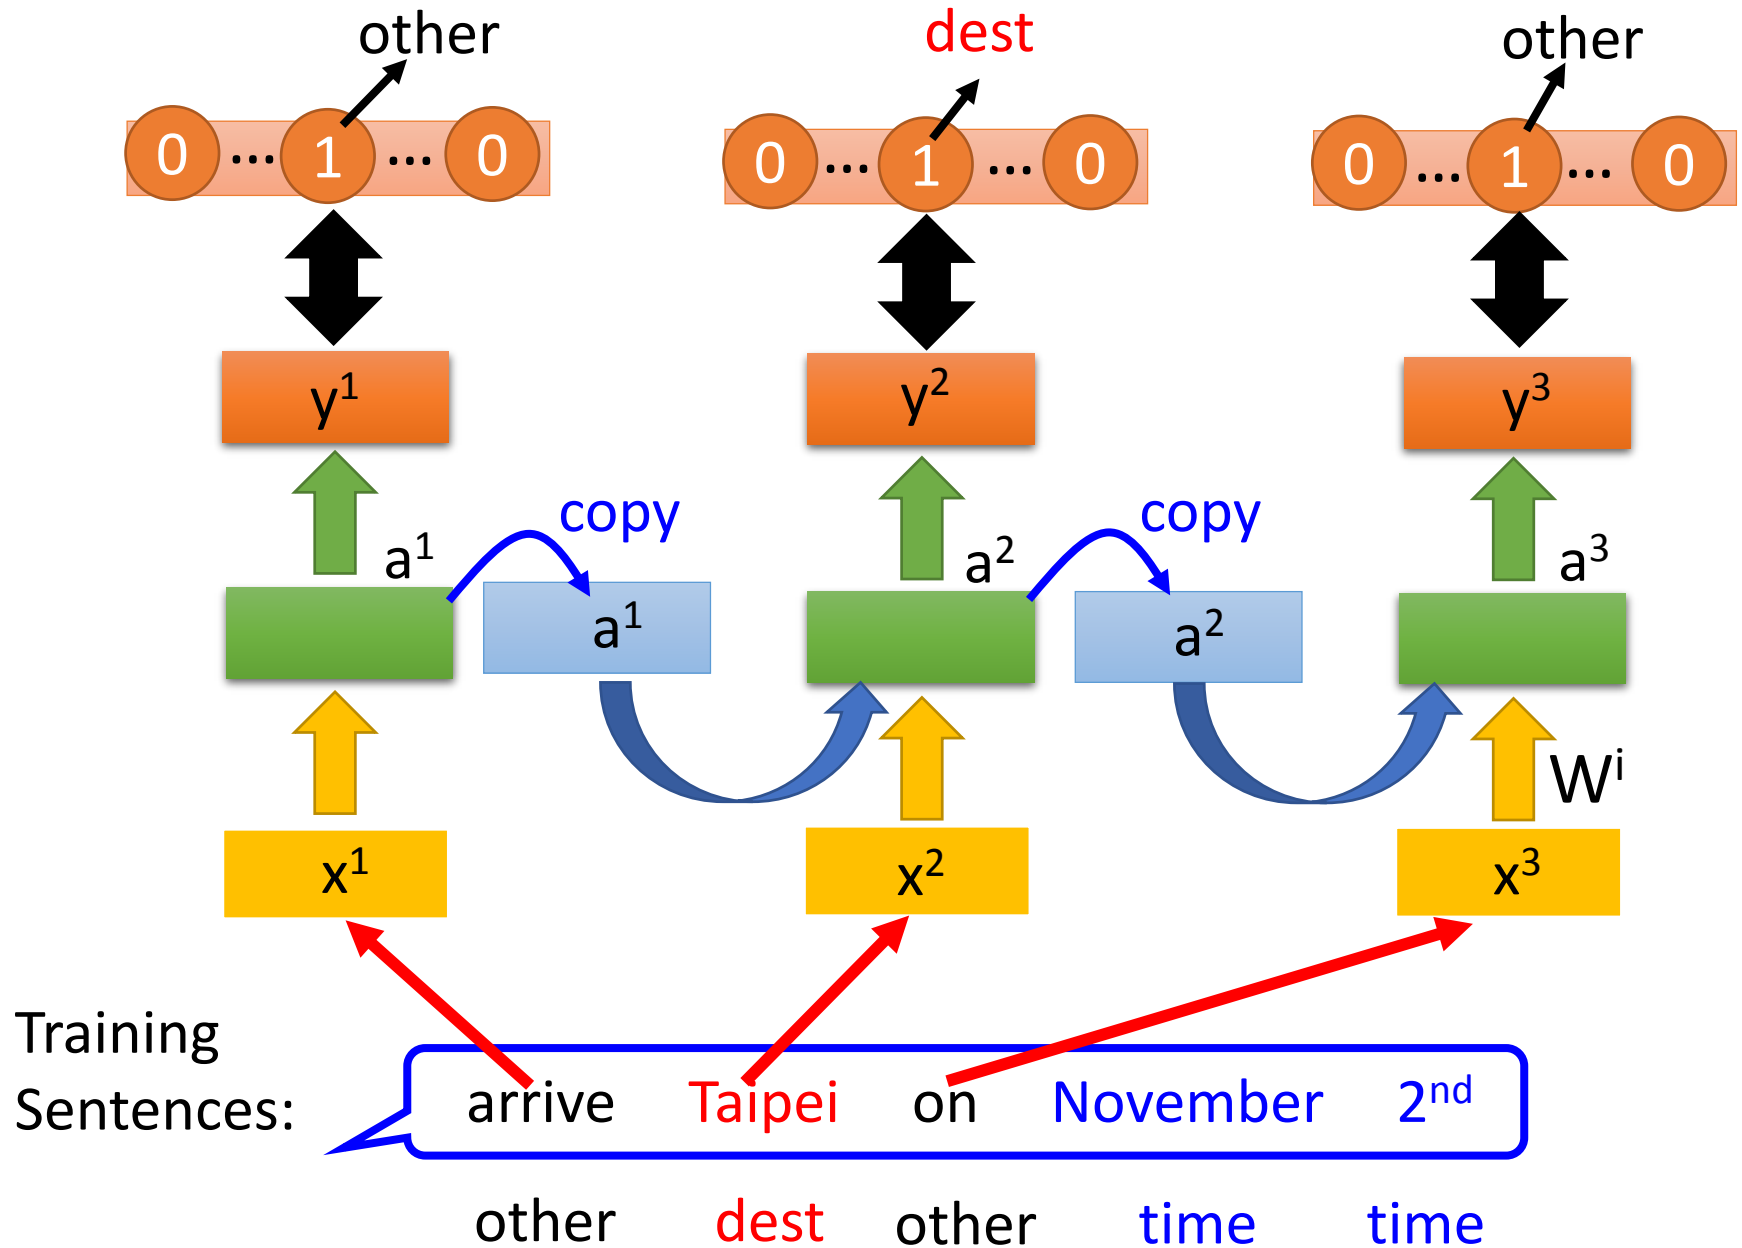 other dest other
0 ... 1 ... 0 0 ... 1 ... 0 0 ... 1 ... 0
y¹ y² y³
copy copy
a¹ a² a³
a¹ a²
Wⁱ
x¹ x² x³
Training
Sentences:
arrive Taipei on November 2ⁿᵈ
other dest other time time